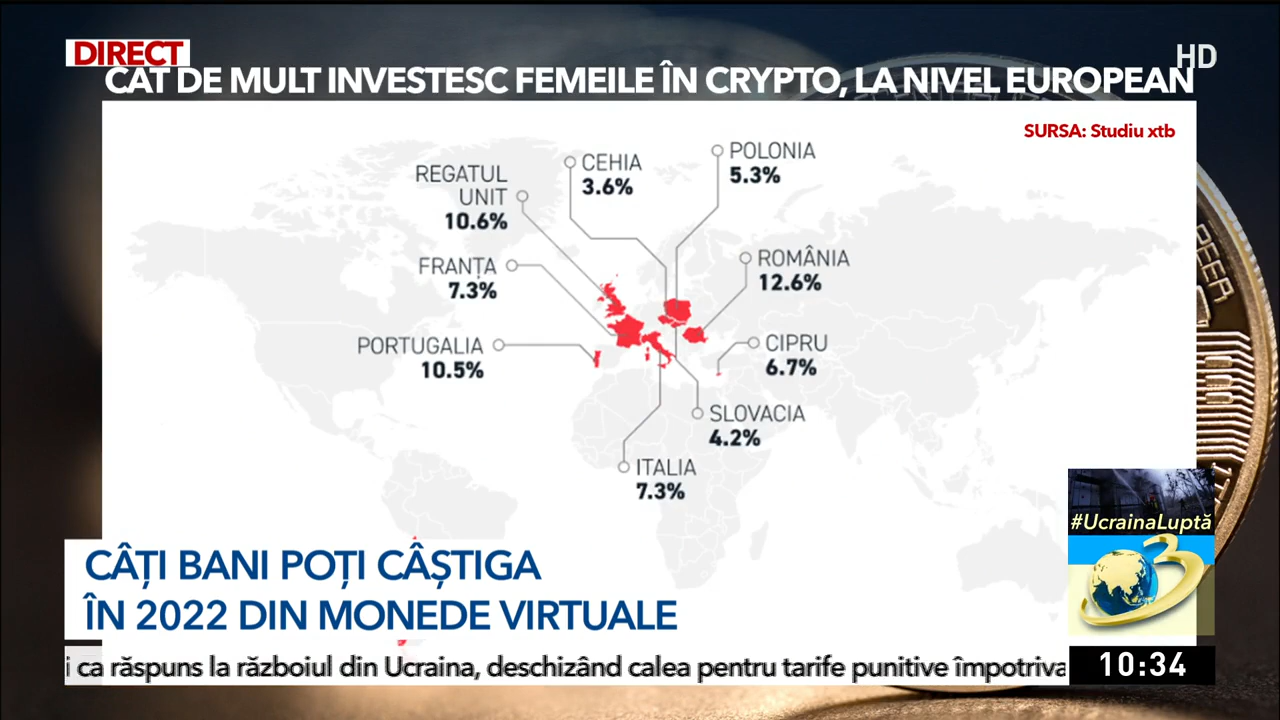 DIRECT
HD
CÂT DE MULT INVESTESC FEMEILE ÎN CRYPTO, LA NIVEL EUROPEAN
SURSA: Studiu xtb
REGATUL
UNIT
10.6%
CEHIA
3.6%
POLONIA
5.3%
FRANȚA
7.3%
ROMÂNIA
12.6%
PORTUGALIA
10.5%
CIPRU
6.7%
SLOVACIA
4.2%
ITALIA
7.3%
#UcrainaLuptă
3
CÂȚI BANI POȚI CÂȘTIGA
ÎN 2022 DIN MONEDE VIRTUALE
i ca răspuns la războiul din Ucraina, deschizând calea pentru tarife punitive împotriva
10:34